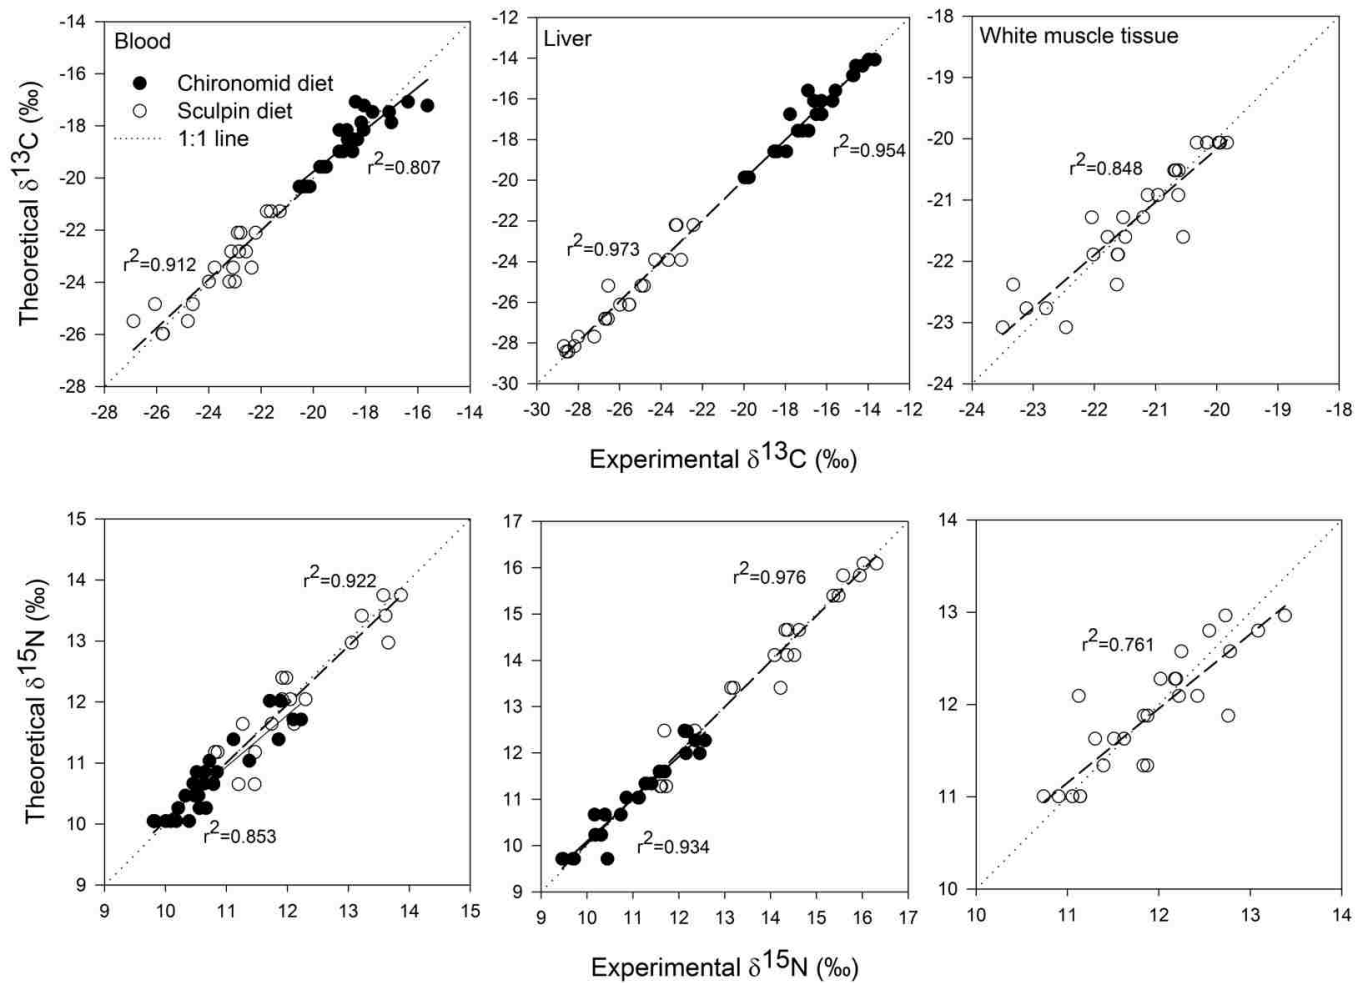 Blood
Chironomid diet
Sculpin diet
1:1 line
r²=0.807
r²=0.912
Theoretical δ¹³C (‰)
-14
-16
-18
-20
-22
-24
-26
-28
-28 -26 -24 -22 -20 -18 -16 -14
Liver
r²=0.954
r²=0.973
-12
-14
-16
-18
-20
-22
-24
-26
-28
-30
-30 -28 -26 -24 -22 -20 -18 -16 -14 -12
White muscle tissue
r²=0.848
-18
-19
-20
-21
-22
-23
-24
-24 -23 -22 -21 -20 -19 -18
Experimental δ¹³C (‰)
Theoretical δ¹⁵N (‰)
15
14
13
12
11
10
9
r²=0.922
r²=0.853
9 10 11 12 13 14 15
17
16
15
14
13
12
11
10
9
r²=0.976
r²=0.934
9 10 11 12 13 14 15 16 17
14
13
12
11
10
r²=0.761
10 11 12 13 14
Experimental δ¹⁵N (‰)